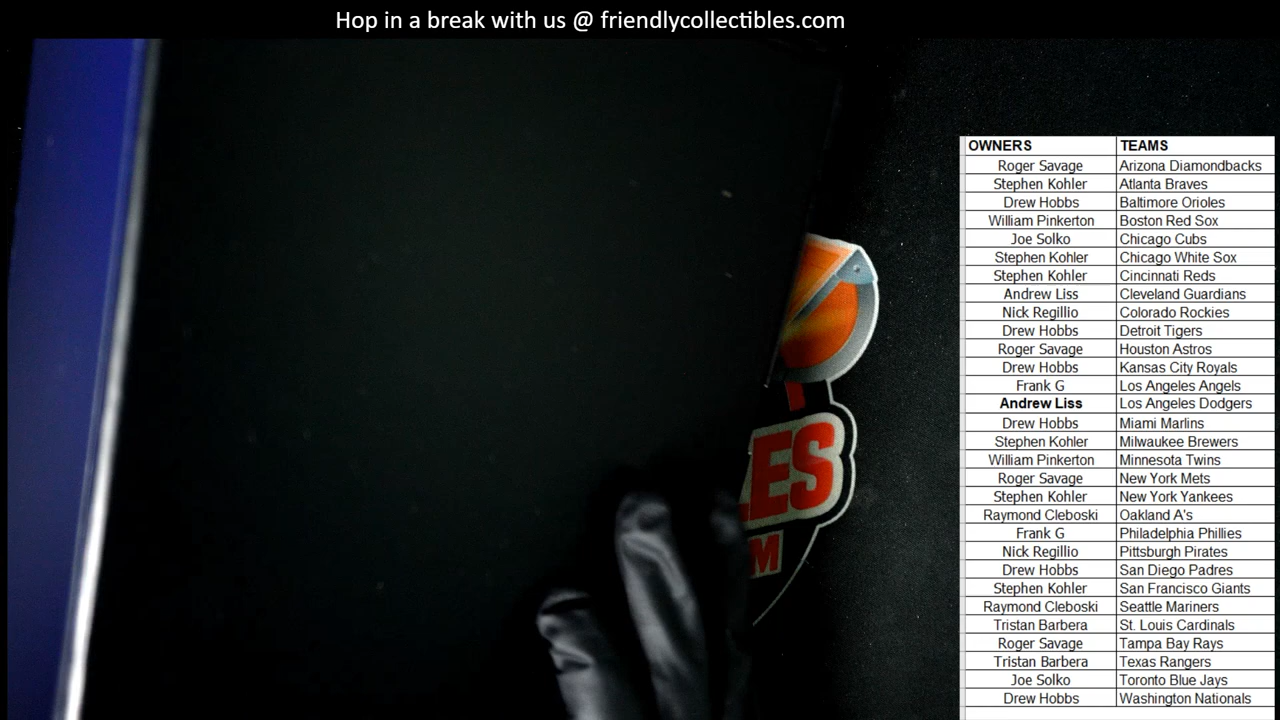 Hop in a break with us @ friendlycollectibles.com
OWNERS TEAMS
Roger Savage Arizona Diamondbacks
Stephen Kohler Atlanta Braves
Drew Hobbs Baltimore Orioles
William Pinkerton Boston Red Sox
Joe Solko Chicago Cubs
Stephen Kohler Chicago White Sox
Stephen Kohler Cincinnati Reds
Andrew Liss Cleveland Guardians
Nick Regillio Colorado Rockies
Drew Hobbs Detroit Tigers
Roger Savage Houston Astros
Drew Hobbs Kansas City Royals
Frank G Los Angeles Angels
Andrew Liss Los Angeles Dodgers
Drew Hobbs Miami Marlins
Stephen Kohler Milwaukee Brewers
William Pinkerton Minnesota Twins
Roger Savage New York Mets
Stephen Kohler New York Yankees
Raymond Cleboski Oakland A's
Frank G Philadelphia Phillies
Nick Regillio Pittsburgh Pirates
Drew Hobbs San Diego Padres
Stephen Kohler San Francisco Giants
Raymond Cleboski Seattle Mariners
Tristan Barbera St. Louis Cardinals
Roger Savage Tampa Bay Rays
Tristan Barbera Texas Rangers
Joe Solko Toronto Blue Jays
Drew Hobbs Washington Nationals